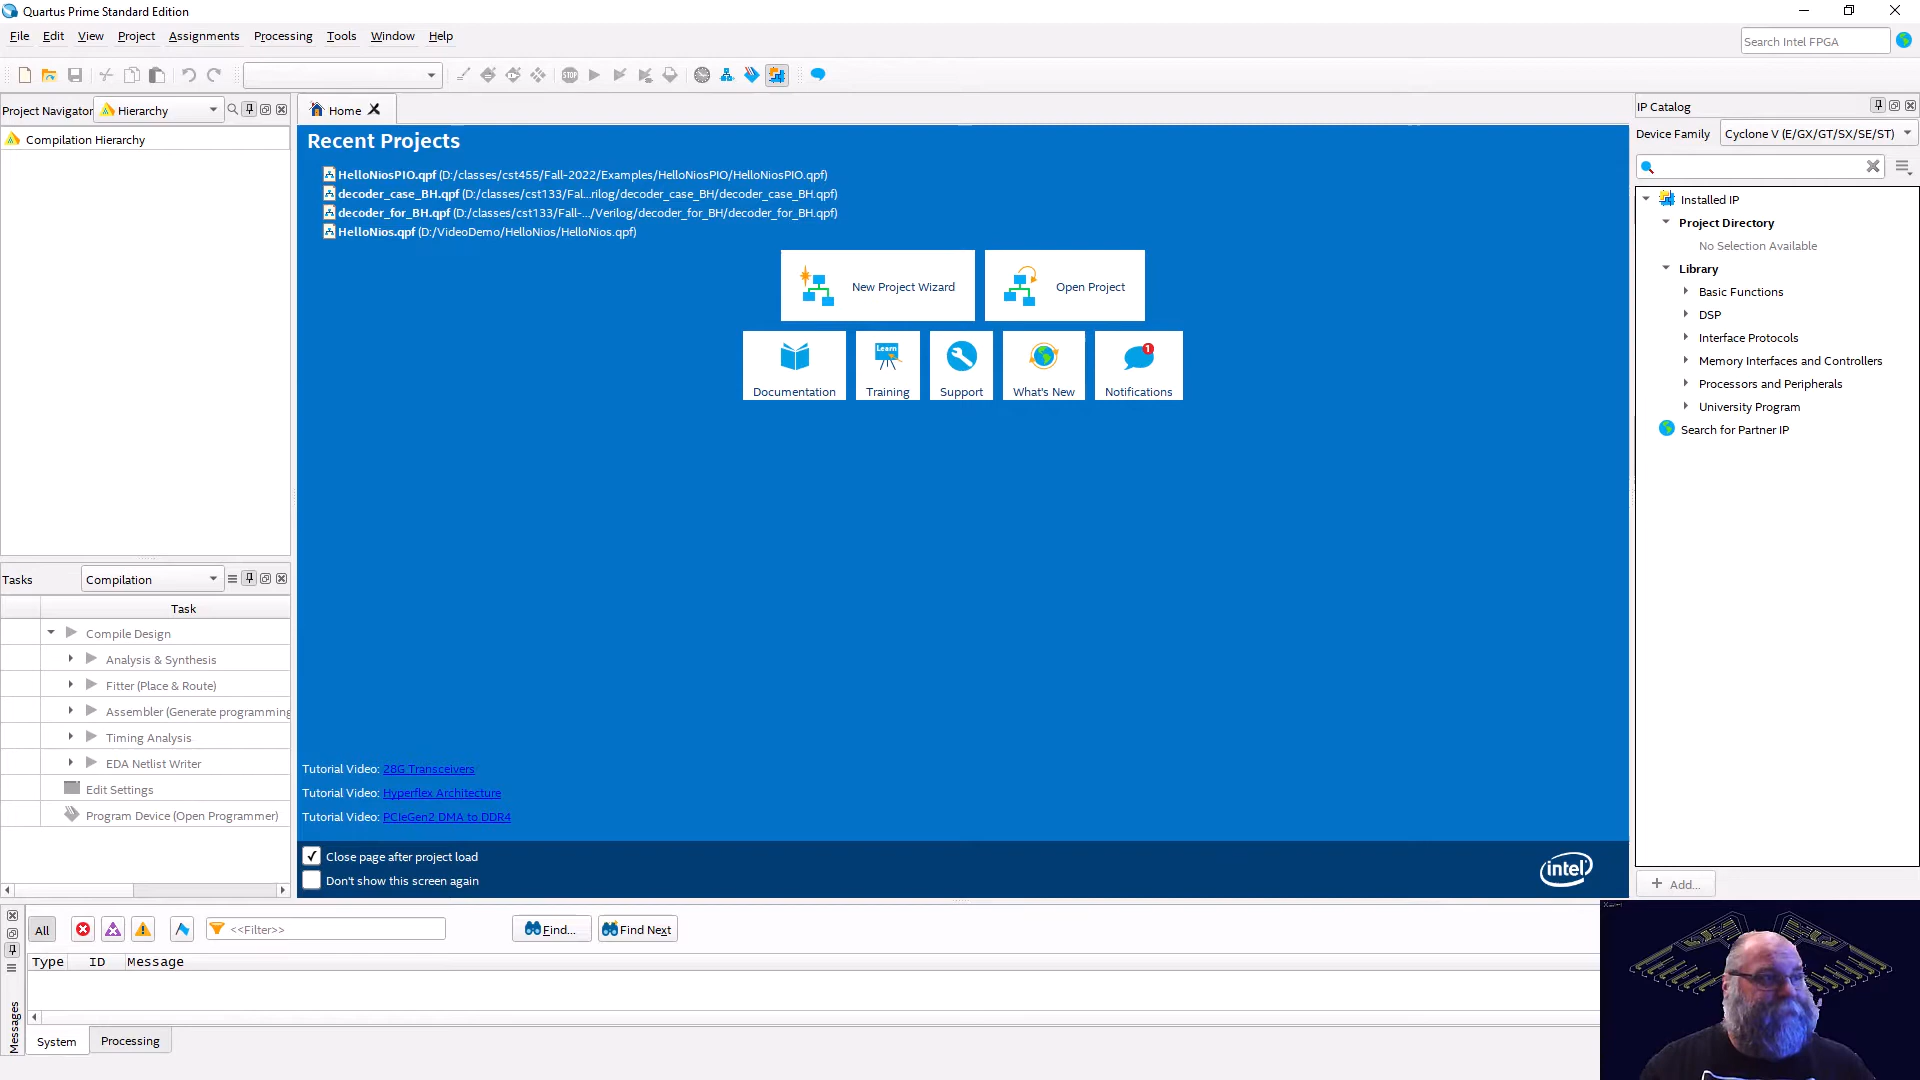 Quartus Prime Standard Edition
File Edit View Project Assignments Processing Tools Window Help
Search Intel FPGA
Project Navigator Hierarchy
Compilation Hierarchy
Home
Recent Projects
HelloNiosPIO.qpf (D:/classes/cst455/Fall-2022/Examples/HelloNiosPIO/HelloNiosPIO.qpf)
decoder_case_BH.qpf (D:/classes/cst133/Fal...rilog/decoder_case_BH/decoder_case_BH.qpf)
decoder_for_BH.qpf (D:/classes/cst133/Fall-.../Verilog/decoder_for_BH/decoder_for_BH.qpf)
HelloNios.qpf (D:/VideoDemo/HelloNios/HelloNios.qpf)
New Project Wizard
Open Project
Documentation
Learn
Training
Support
What's New
1
Notifications
Tutorial Video: 28G Transceivers
Tutorial Video: Hyperflex Architecture
Tutorial Video: PCIeGen2 DMA to DDR4
Close page after project load
Don't show this screen again
intel
IP Catalog
Device Family Cyclone V (E/GX/GT/SX/SE/ST)
Installed IP
Project Directory
No Selection Available
Library
Basic Functions
DSP
Interface Protocols
Memory Interfaces and Controllers
Processors and Peripherals
University Program
Search for Partner IP
+ Add...
Tasks Compilation
Task
Compile Design
Analysis & Synthesis
Fitter (Place & Route)
Assembler (Generate programming
Timing Analysis
EDA Netlist Writer
Edit Settings
Program Device (Open Programmer)
All <<Filter>> Find... Find Next
Type ID Message
Messages
System Processing
STOP